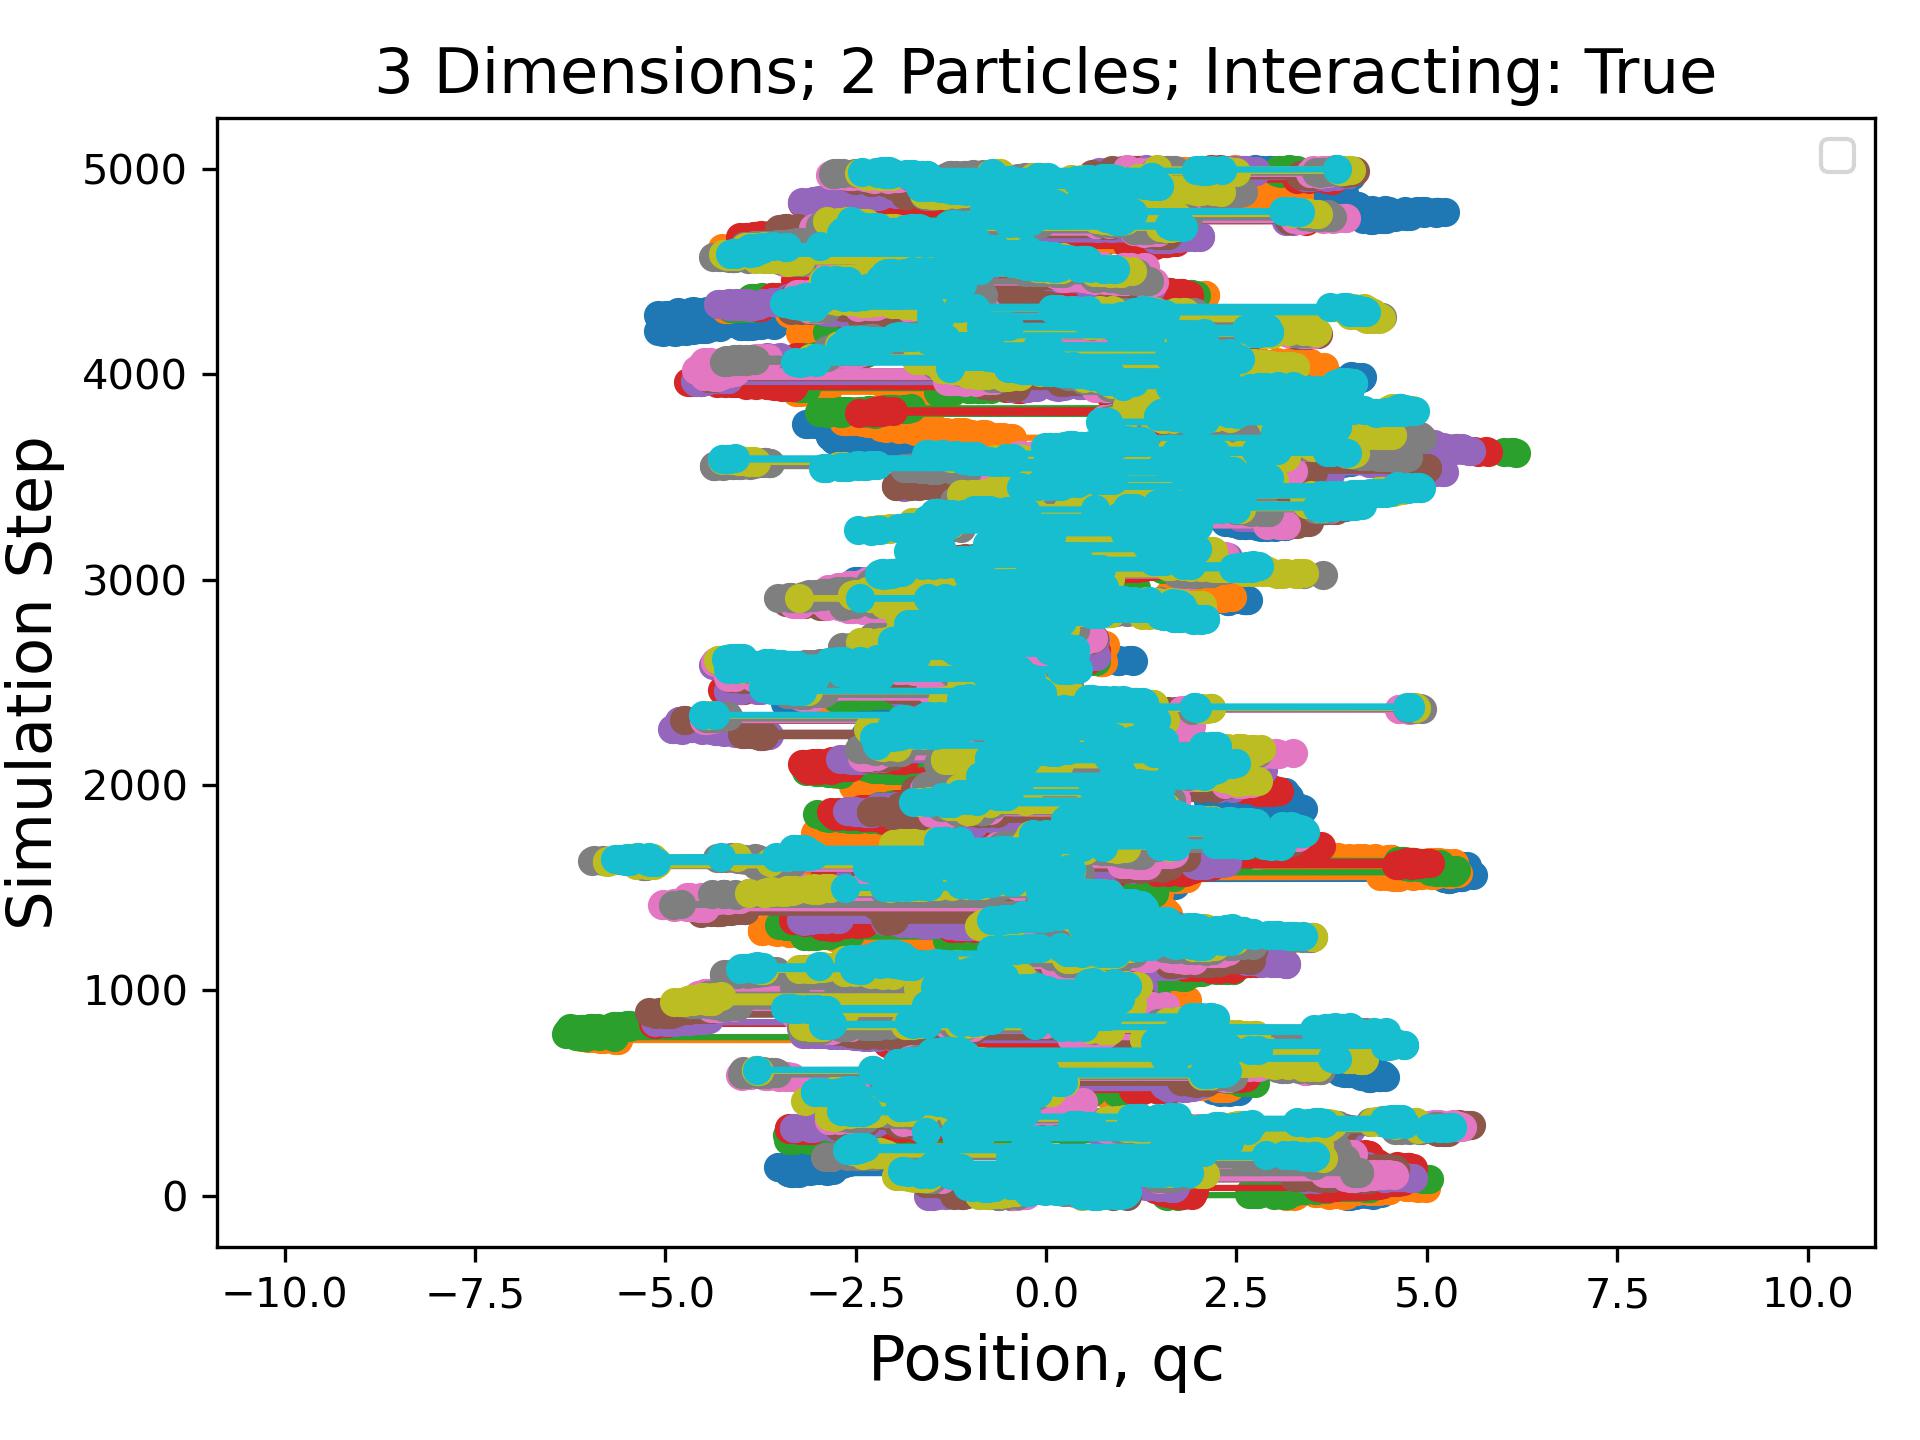 3 Dimensions; 2 Particles; Interacting: True
Simulation Step
5000
4000
3000
2000
1000
0
−10.0 −7.5 −5.0 −2.5 0.0 2.5 5.0 7.5 10.0
Position, qc